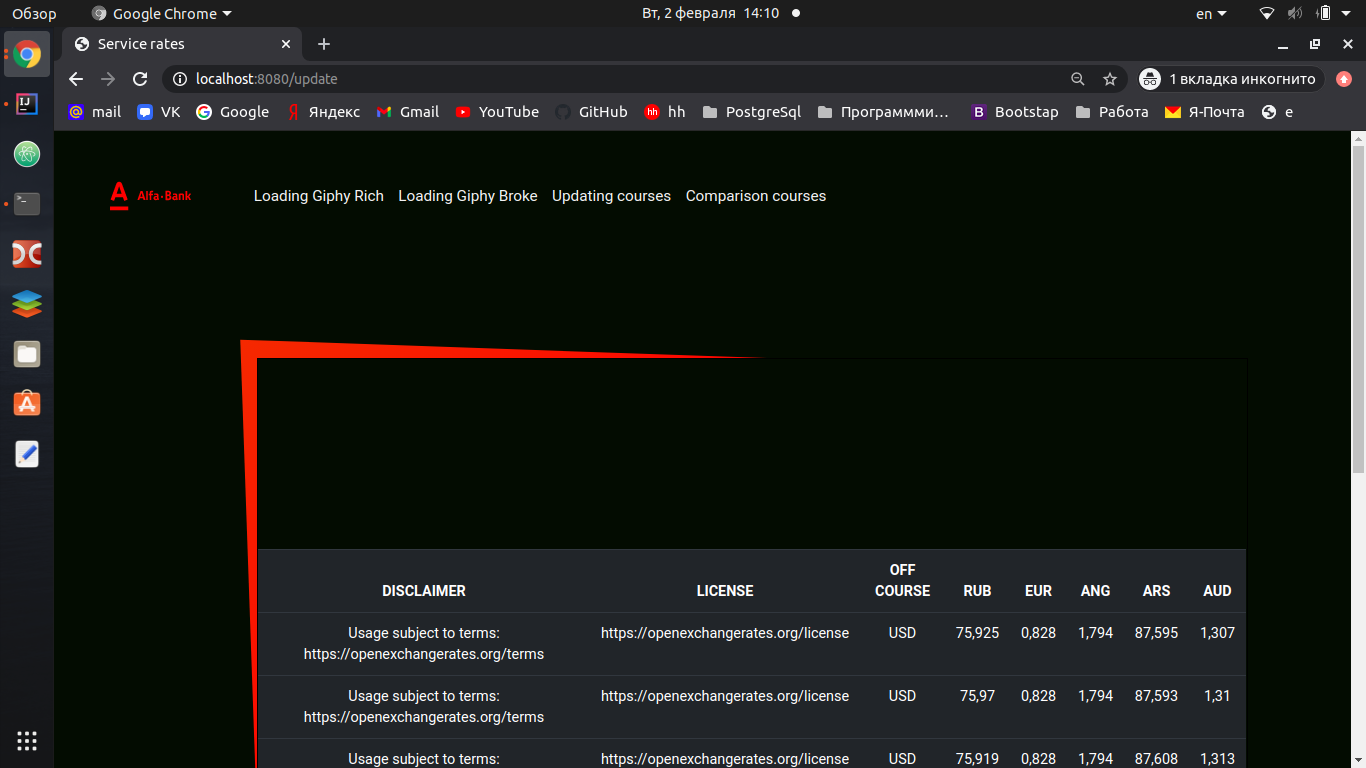 Обзор Google Chrome Вт, 2 февраля 14:10 en
Service rates
localhost:8080/update 1 вкладка инкогнито
mail VK Google Яндекс Gmail YouTube GitHub hh PostgreSql Программми… Bootstap Работа Я-Почта e
Alfa·Bank Loading Giphy Rich Loading Giphy Broke Updating courses Comparison courses
DISCLAIMER LICENSE OFF COURSE RUB EUR ANG ARS AUD
Usage subject to terms: https://openexchangerates.org/license USD 75,925 0,828 1,794 87,595 1,307
https://openexchangerates.org/terms
Usage subject to terms: https://openexchangerates.org/license USD 75,97 0,828 1,794 87,593 1,31
https://openexchangerates.org/terms
Usage subject to terms: https://openexchangerates.org/license USD 75,919 0,828 1,794 87,608 1,313